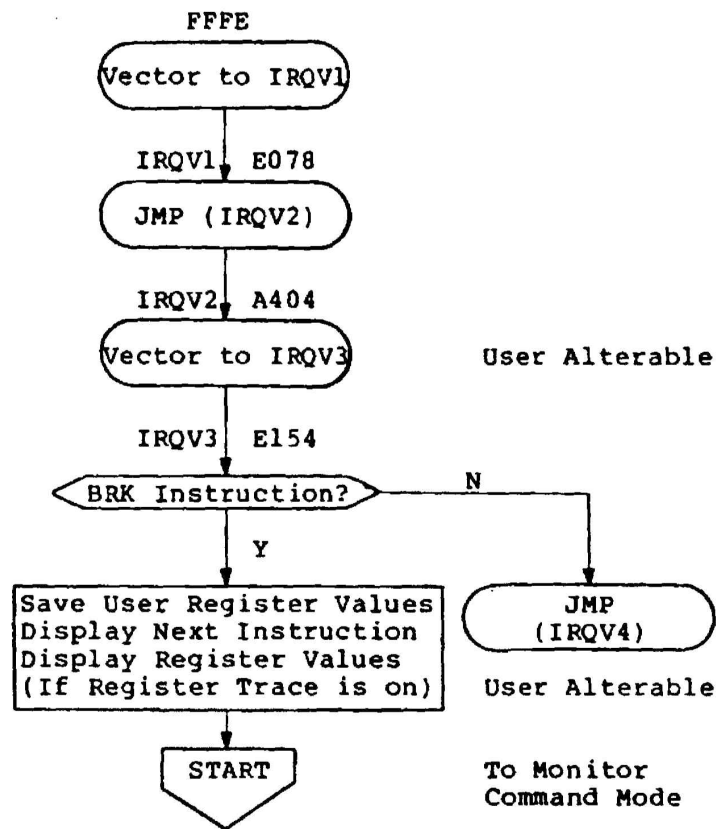 FFFE
Vector to IRQV1
IRQV1 E078
JMP (IRQV2)
IRQV2 A404
Vector to IRQV3
User Alterable
IRQV3 E154
BRK Instruction?
N
Y
Save User Register Values
Display Next Instruction
Display Register Values
(If Register Trace is on)
JMP
(IRQV4)
User Alterable
START
To Monitor
Command Mode